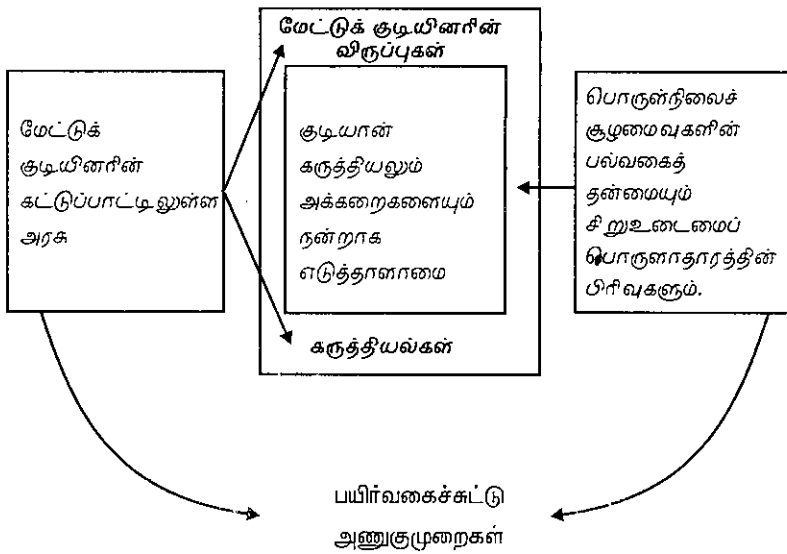 மேட்டுக் குடியினரின்
விருப்புகள்
மேட்டுக்
குடியினரின்
கட்டுப்பாட்டிலுள்ள
அரசு
குடியான்
கருத்தியலும்
அக்கறைகளையும்
நன்றாக
எடுத்தாளாமை
கருத்தியல்கள்
பொருள்நிலைச்
சூழமைவுகளின்
பல்வகைத்
தன்மையும்
சிறுஉடைமைப்
பொருளாதாரத்தின்
பிரிவுகளும்.
பயிர்வகைச்சுட்டு
அணுகுமுறைகள்